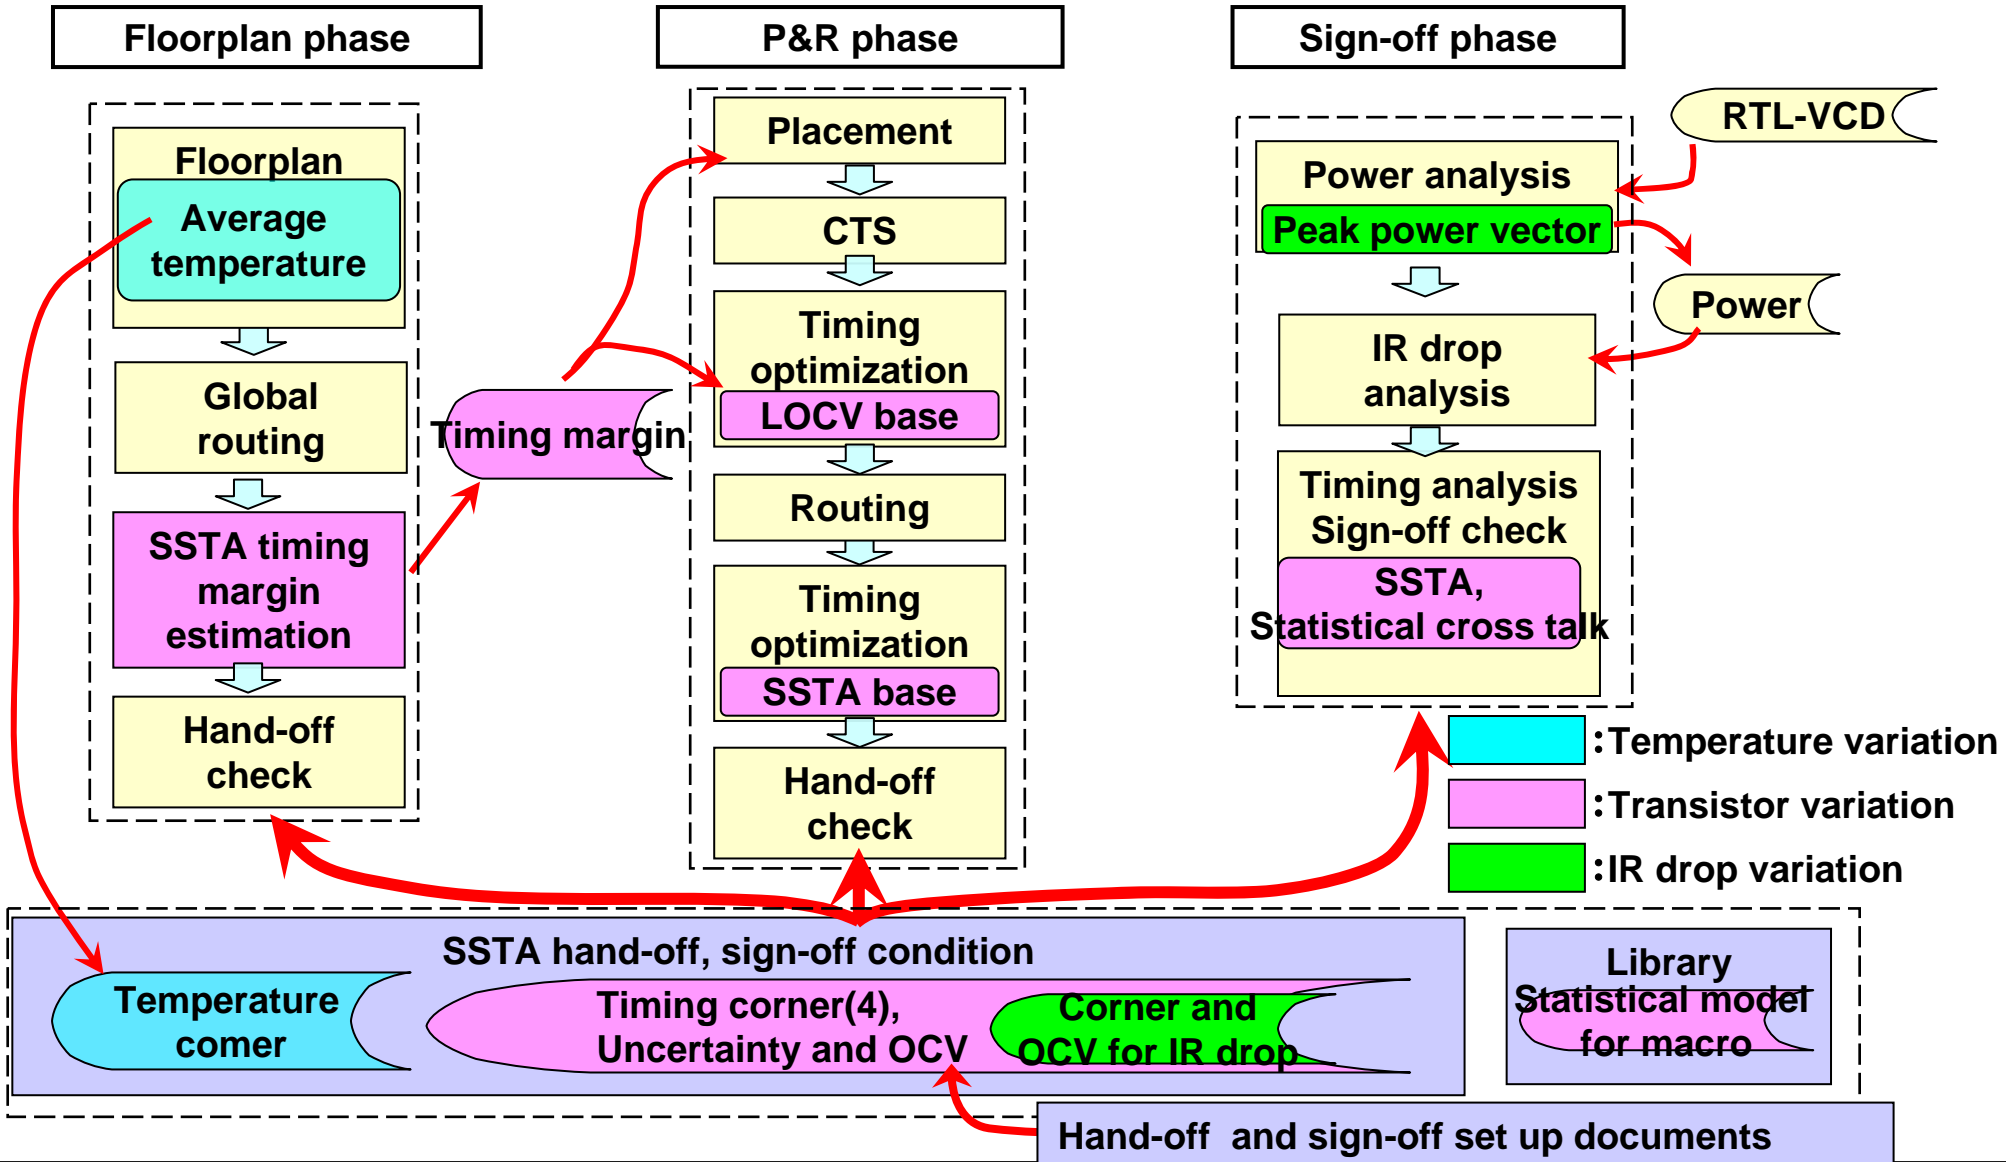 Floorplan phase
P&R phase
Sign-off phase
Floorplan
Average
temperature
Global
routing
SSTA timing
margin
estimation
Hand-off
check
Timing margin
Placement
CTS
Timing
optimization
LOCV base
Routing
Timing
optimization
SSTA base
Hand-off
check
RTL-VCD
Power analysis
Peak power vector
Power
IR drop
analysis
Timing analysis
Sign-off check
SSTA,
Statistical cross talk
:Temperature variation
:Transistor variation
:IR drop variation
SSTA hand-off, sign-off condition
Temperature
comer
Timing corner(4),
Uncertainty and OCV
Corner and
OCV for IR drop
Library
Statistical model
for macro
Hand-off and sign-off set up documents